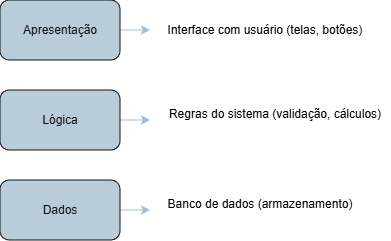 Apresentação
Interface com usuário (telas, botões)
Lógica
Regras do sistema (validação, cálculos)
Dados
Banco de dados (armazenamento)